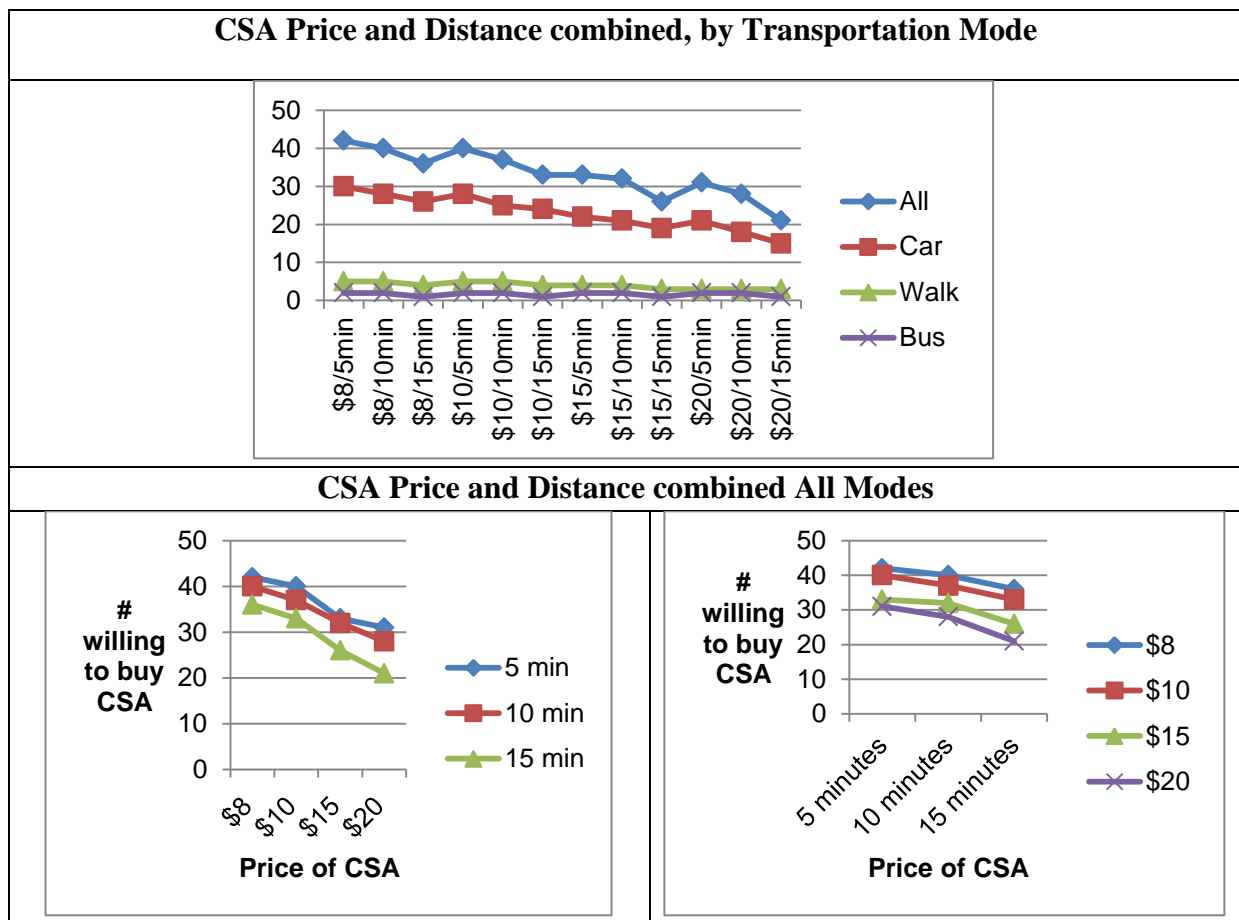 CSA Price and Distance combined, by Transportation Mode
50
40
30
20
10
0
$8/5min
$8/10min
$8/15min
$10/5min
$10/10min
$10/15min
$15/5min
$15/10min
$15/15min
$20/5min
$20/10min
$20/15min
All
Car
Walk
Bus
CSA Price and Distance combined All Modes
#
willing
to buy
CSA
50
40
30
20
10
0
$8
$10
$15
$20
Price of CSA
5 min
10 min
15 min
#
willing
to buy
CSA
50
40
30
20
10
0
5 minutes
10 minutes
15 minutes
Price of CSA
$8
$10
$15
$20